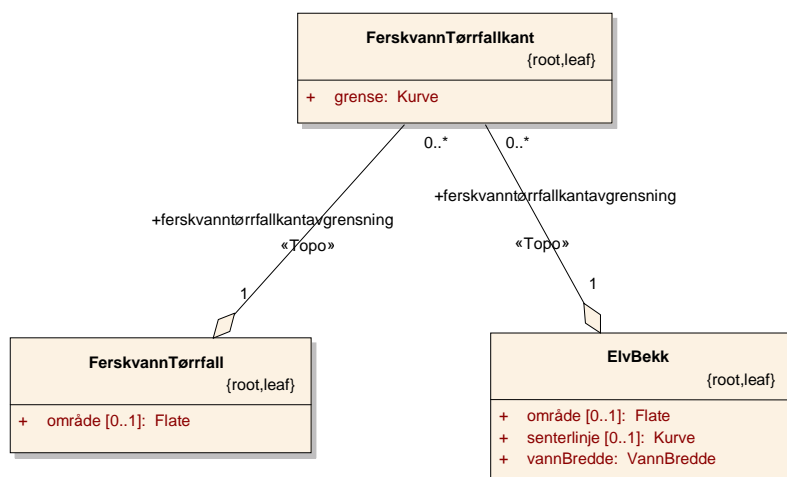 FerskvannTørrfallkant
{root,leaf}
+ grense: Kurve
0..* 0..*
+ferskvanntørrfallkantavgrensning
+ferskvanntørrfallkantavgrensning
«Topo» «Topo»
1
1
FerskvannTørrfall
{root,leaf}
+ område [0..1]: Flate
ElvBekk
{root,leaf}
+ område [0..1]: Flate
+ senterlinje [0..1]: Kurve
+ vannBredde: VannBredde